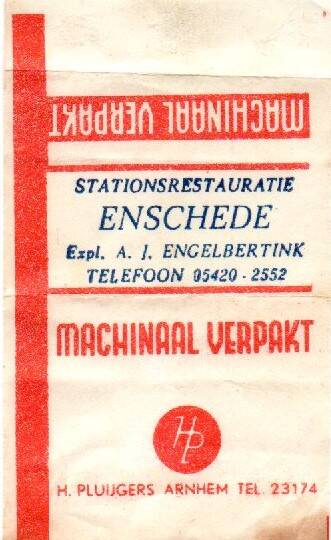 MACHINAAL VERPAKT
STATIONSRESTAURATIE
ENSCHEDE
Expl. A. J. ENGELBERTINK
TELEFOON 05420 - 2552
MACHINAAL VERPAKT
HP
H. PLUIJGERS ARNHEM TEL. 23174